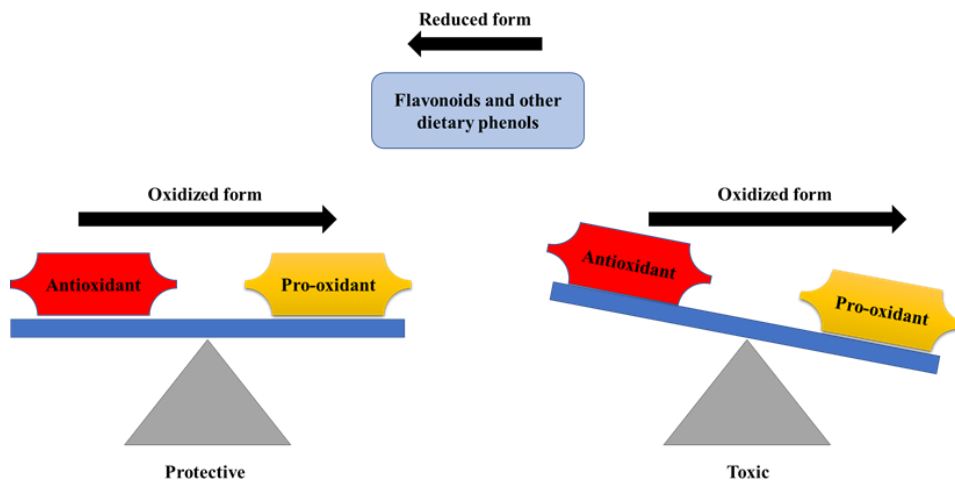 Reduced form
Flavonoids and other
dietary phenols
Oxidized form
Oxidized form
Antioxidant
Pro-oxidant
Antioxidant
Pro-oxidant
Protective
Toxic